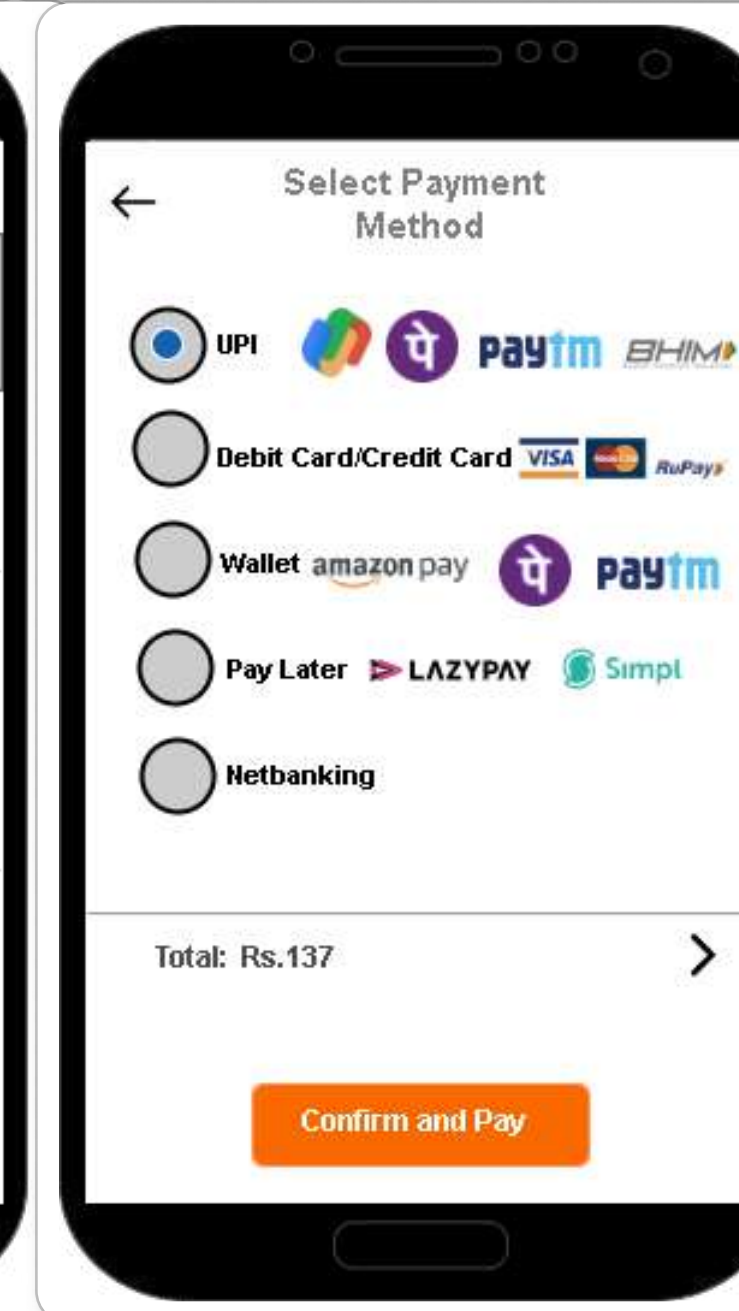 Select Payment
Method
UPI पे paytm BHIM
Debit Card/Credit Card VISA RuPay
Wallet amazon pay पे paytm
Pay Later LAZYPAY Simpl
Netbanking
Total: Rs.137
Confirm and Pay